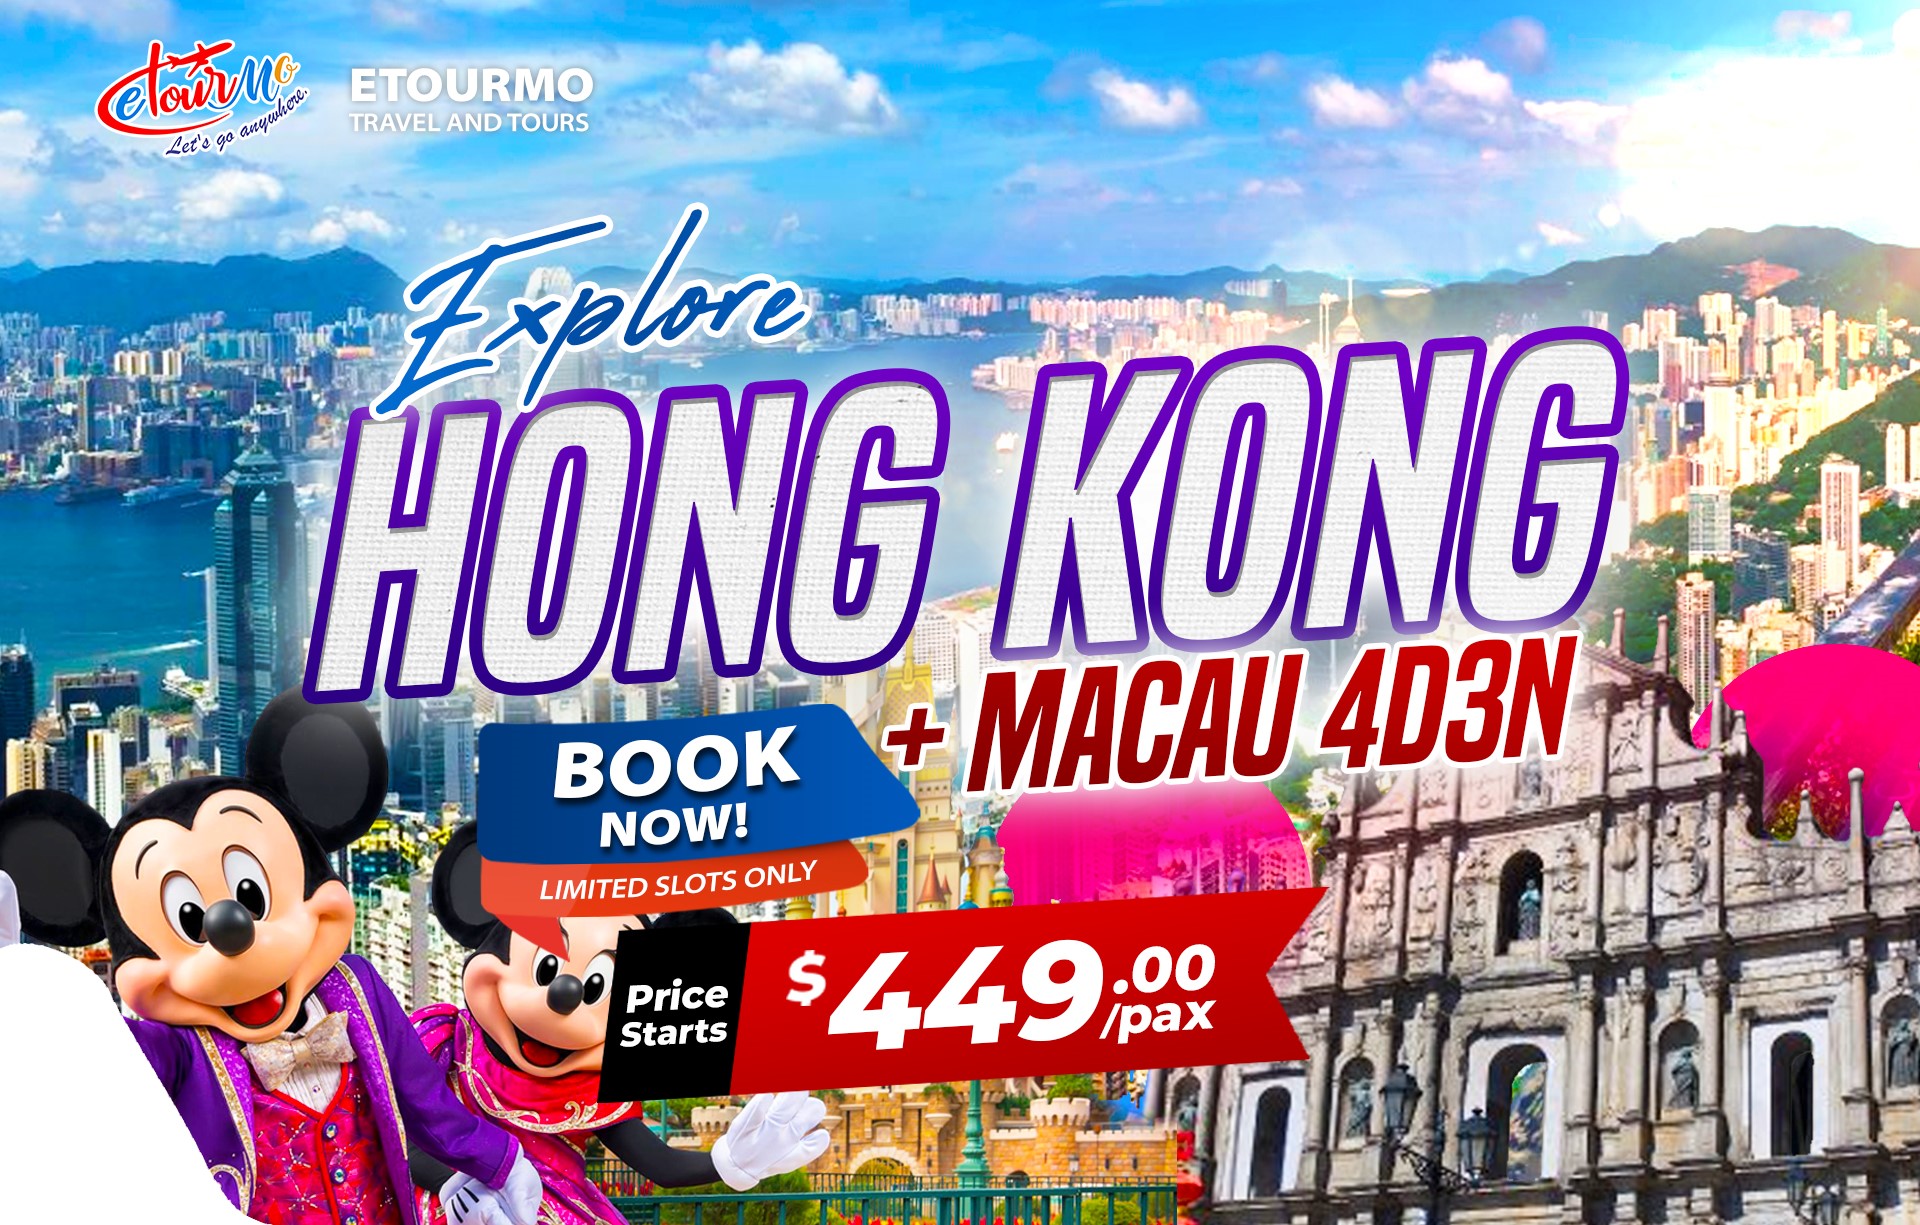 etourmo
Let's go anywhere.
ETOURMO
TRAVEL AND TOURS
Explore
HONG KONG
+ MACAU 4D3N
BOOK
NOW!
LIMITED SLOTS ONLY
Price
Starts
$449.00
/pax